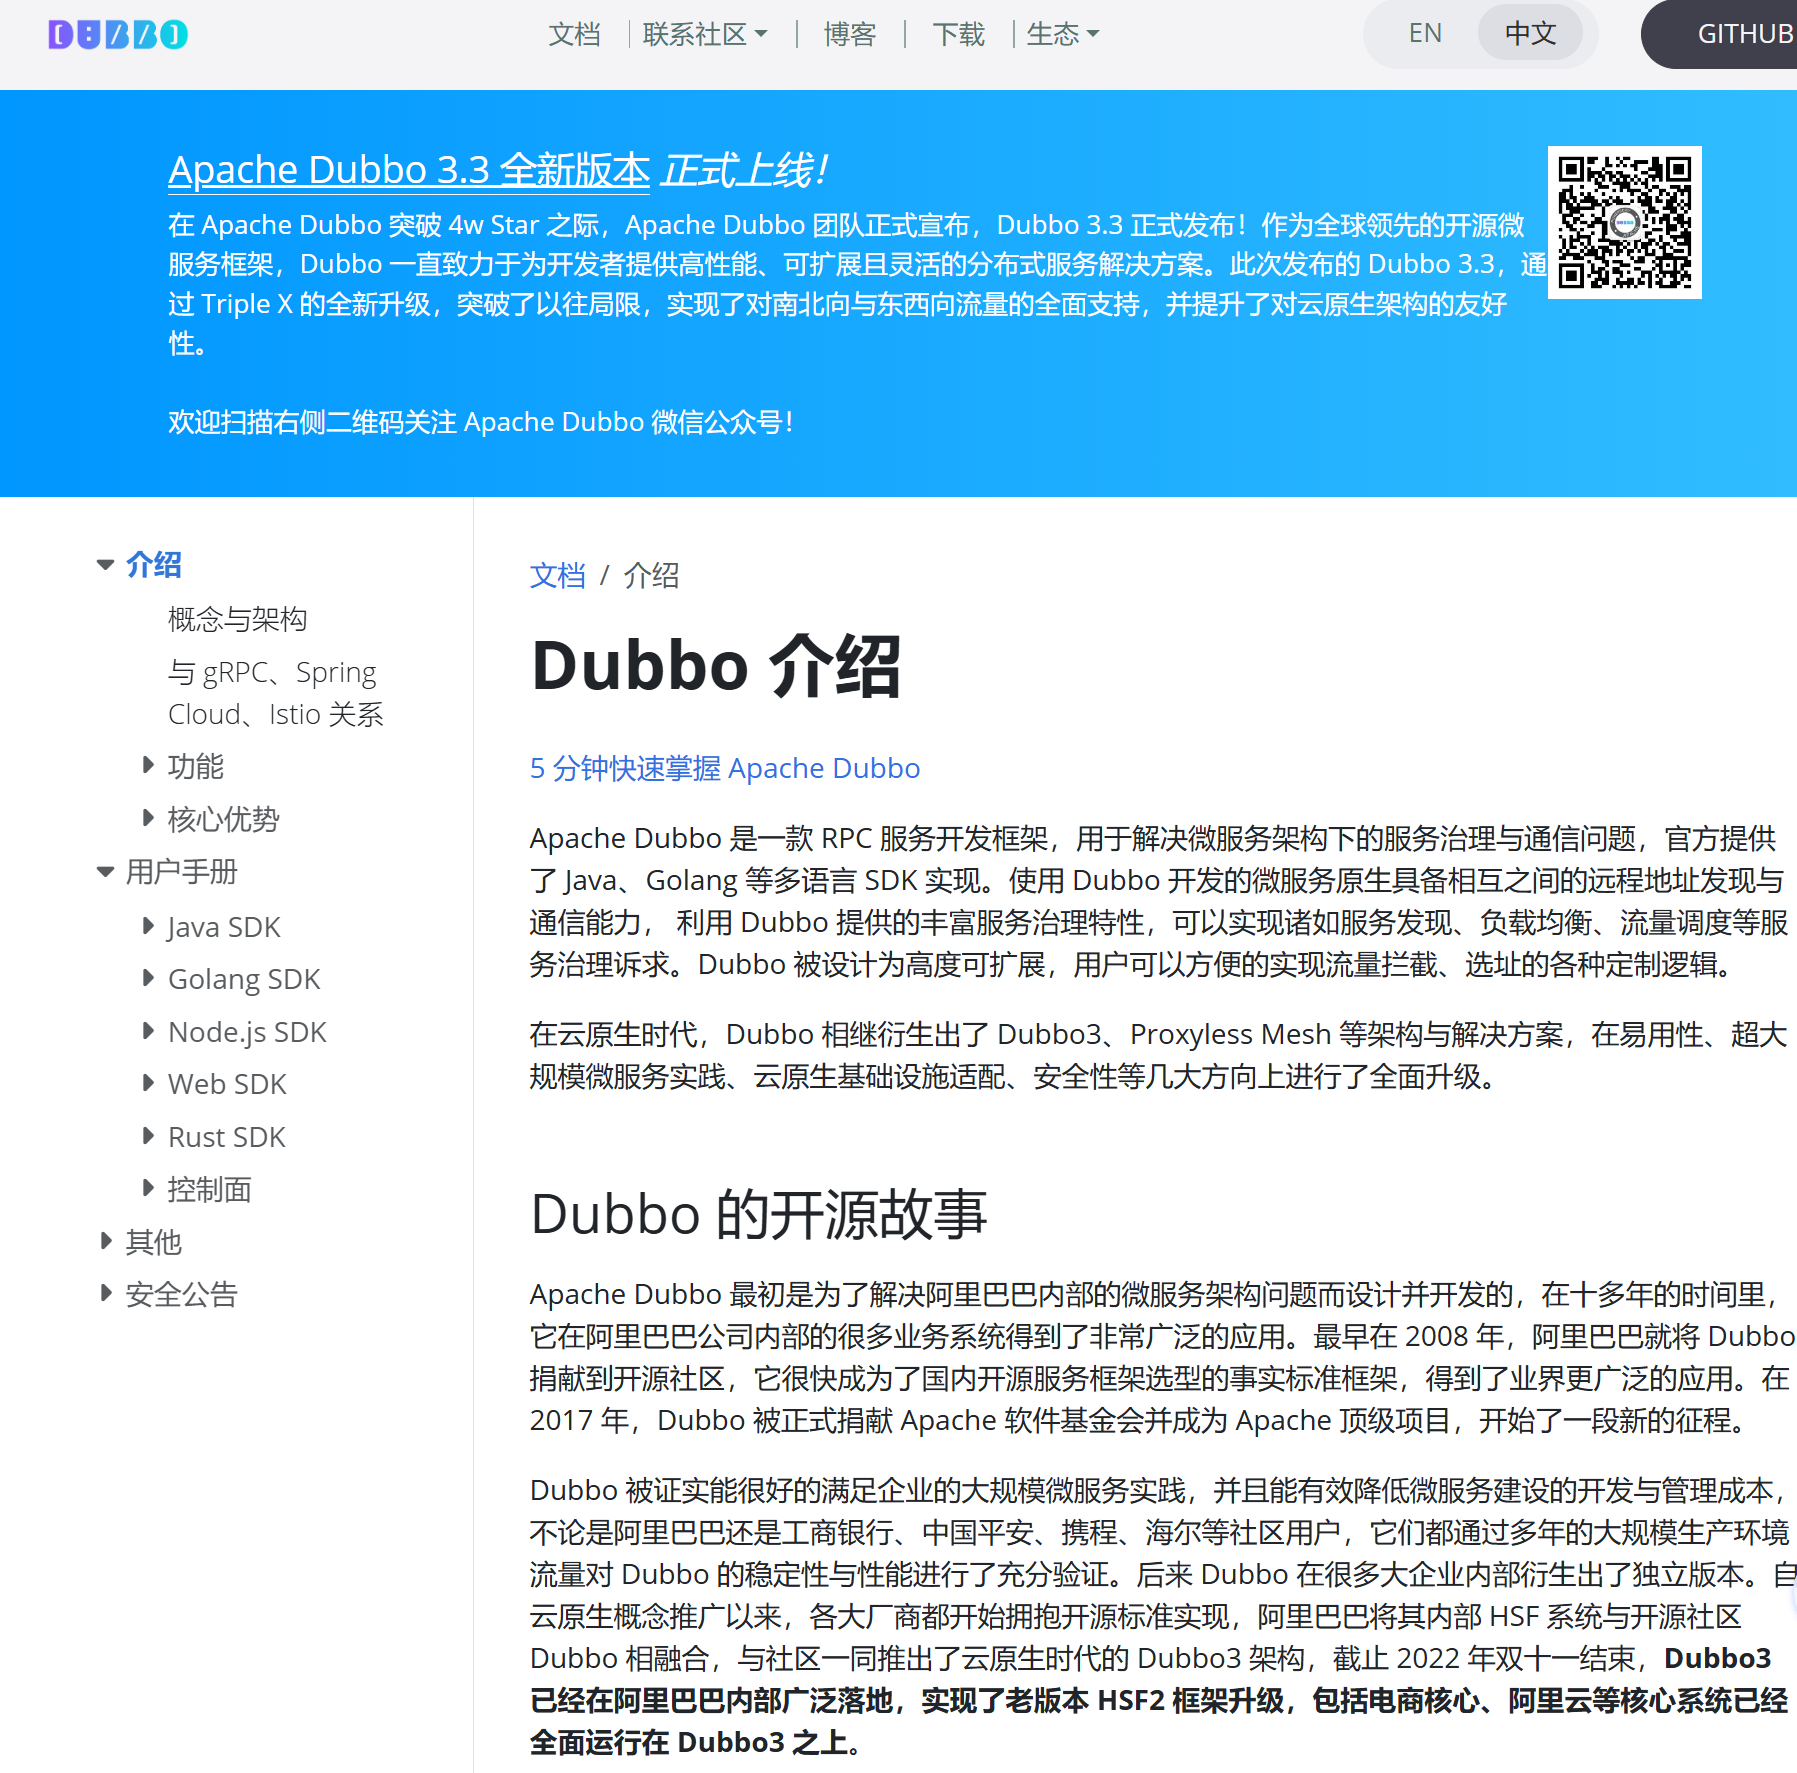 DUBBO
文档
联系社区
博客
下载
生态
EN
中文
GITHUB
Apache Dubbo 3.3 全新版本 正式上线！
在 Apache Dubbo 突破 4w Star 之际，Apache Dubbo 团队正式宣布，Dubbo 3.3 正式发布！作为全球领先的开源微
服务框架，Dubbo 一直致力于为开发者提供高性能、可扩展且灵活的分布式服务解决方案。此次发布的 Dubbo 3.3，通
过 Triple X 的全新升级，突破了以往局限，实现了对南北向与东西向流量的全面支持，并提升了对云原生架构的友好
性。
欢迎扫描右侧二维码关注 Apache Dubbo 微信公众号！
介绍
概念与架构
与 gRPC、Spring
Cloud、Istio 关系
功能
核心优势
用户手册
Java SDK
Golang SDK
Node.js SDK
Web SDK
Rust SDK
控制面
其他
安全公告
文档 / 介绍
Dubbo 介绍
5 分钟快速掌握 Apache Dubbo
Apache Dubbo 是一款 RPC 服务开发框架，用于解决微服务架构下的服务治理与通信问题，官方提供
了 Java、Golang 等多语言 SDK 实现。使用 Dubbo 开发的微服务原生具备相互之间的远程地址发现与
通信能力， 利用 Dubbo 提供的丰富服务治理特性，可以实现诸如服务发现、负载均衡、流量调度等服
务治理诉求。Dubbo 被设计为高度可扩展，用户可以方便的实现流量拦截、选址的各种定制逻辑。
在云原生时代，Dubbo 相继衍生出了 Dubbo3、Proxyless Mesh 等架构与解决方案，在易用性、超大
规模微服务实践、云原生基础设施适配、安全性等几大方向上进行了全面升级。
Dubbo 的开源故事
Apache Dubbo 最初是为了解决阿里巴巴内部的微服务架构问题而设计并开发的，在十多年的时间里，
它在阿里巴巴公司内部的很多业务系统得到了非常广泛的应用。最早在 2008 年，阿里巴巴就将 Dubbo
捐献到开源社区，它很快成为了国内开源服务框架选型的事实标准框架，得到了业界更广泛的应用。在
2017 年，Dubbo 被正式捐献 Apache 软件基金会并成为 Apache 顶级项目，开始了一段新的征程。
Dubbo 被证实能很好的满足企业的大规模微服务实践，并且能有效降低微服务建设的开发与管理成本，
不论是阿里巴巴还是工商银行、中国平安、携程、海尔等社区用户，它们都通过多年的大规模生产环境
流量对 Dubbo 的稳定性与性能进行了充分验证。后来 Dubbo 在很多大企业内部衍生出了独立版本。自
云原生概念推广以来，各大厂商都开始拥抱开源标准实现，阿里巴巴将其内部 HSF 系统与开源社区
Dubbo 相融合，与社区一同推出了云原生时代的 Dubbo3 架构，截止 2022 年双十一结束，Dubbo3
已经在阿里巴巴内部广泛落地，实现了老版本 HSF2 框架升级，包括电商核心、阿里云等核心系统已经
全面运行在 Dubbo3 之上。